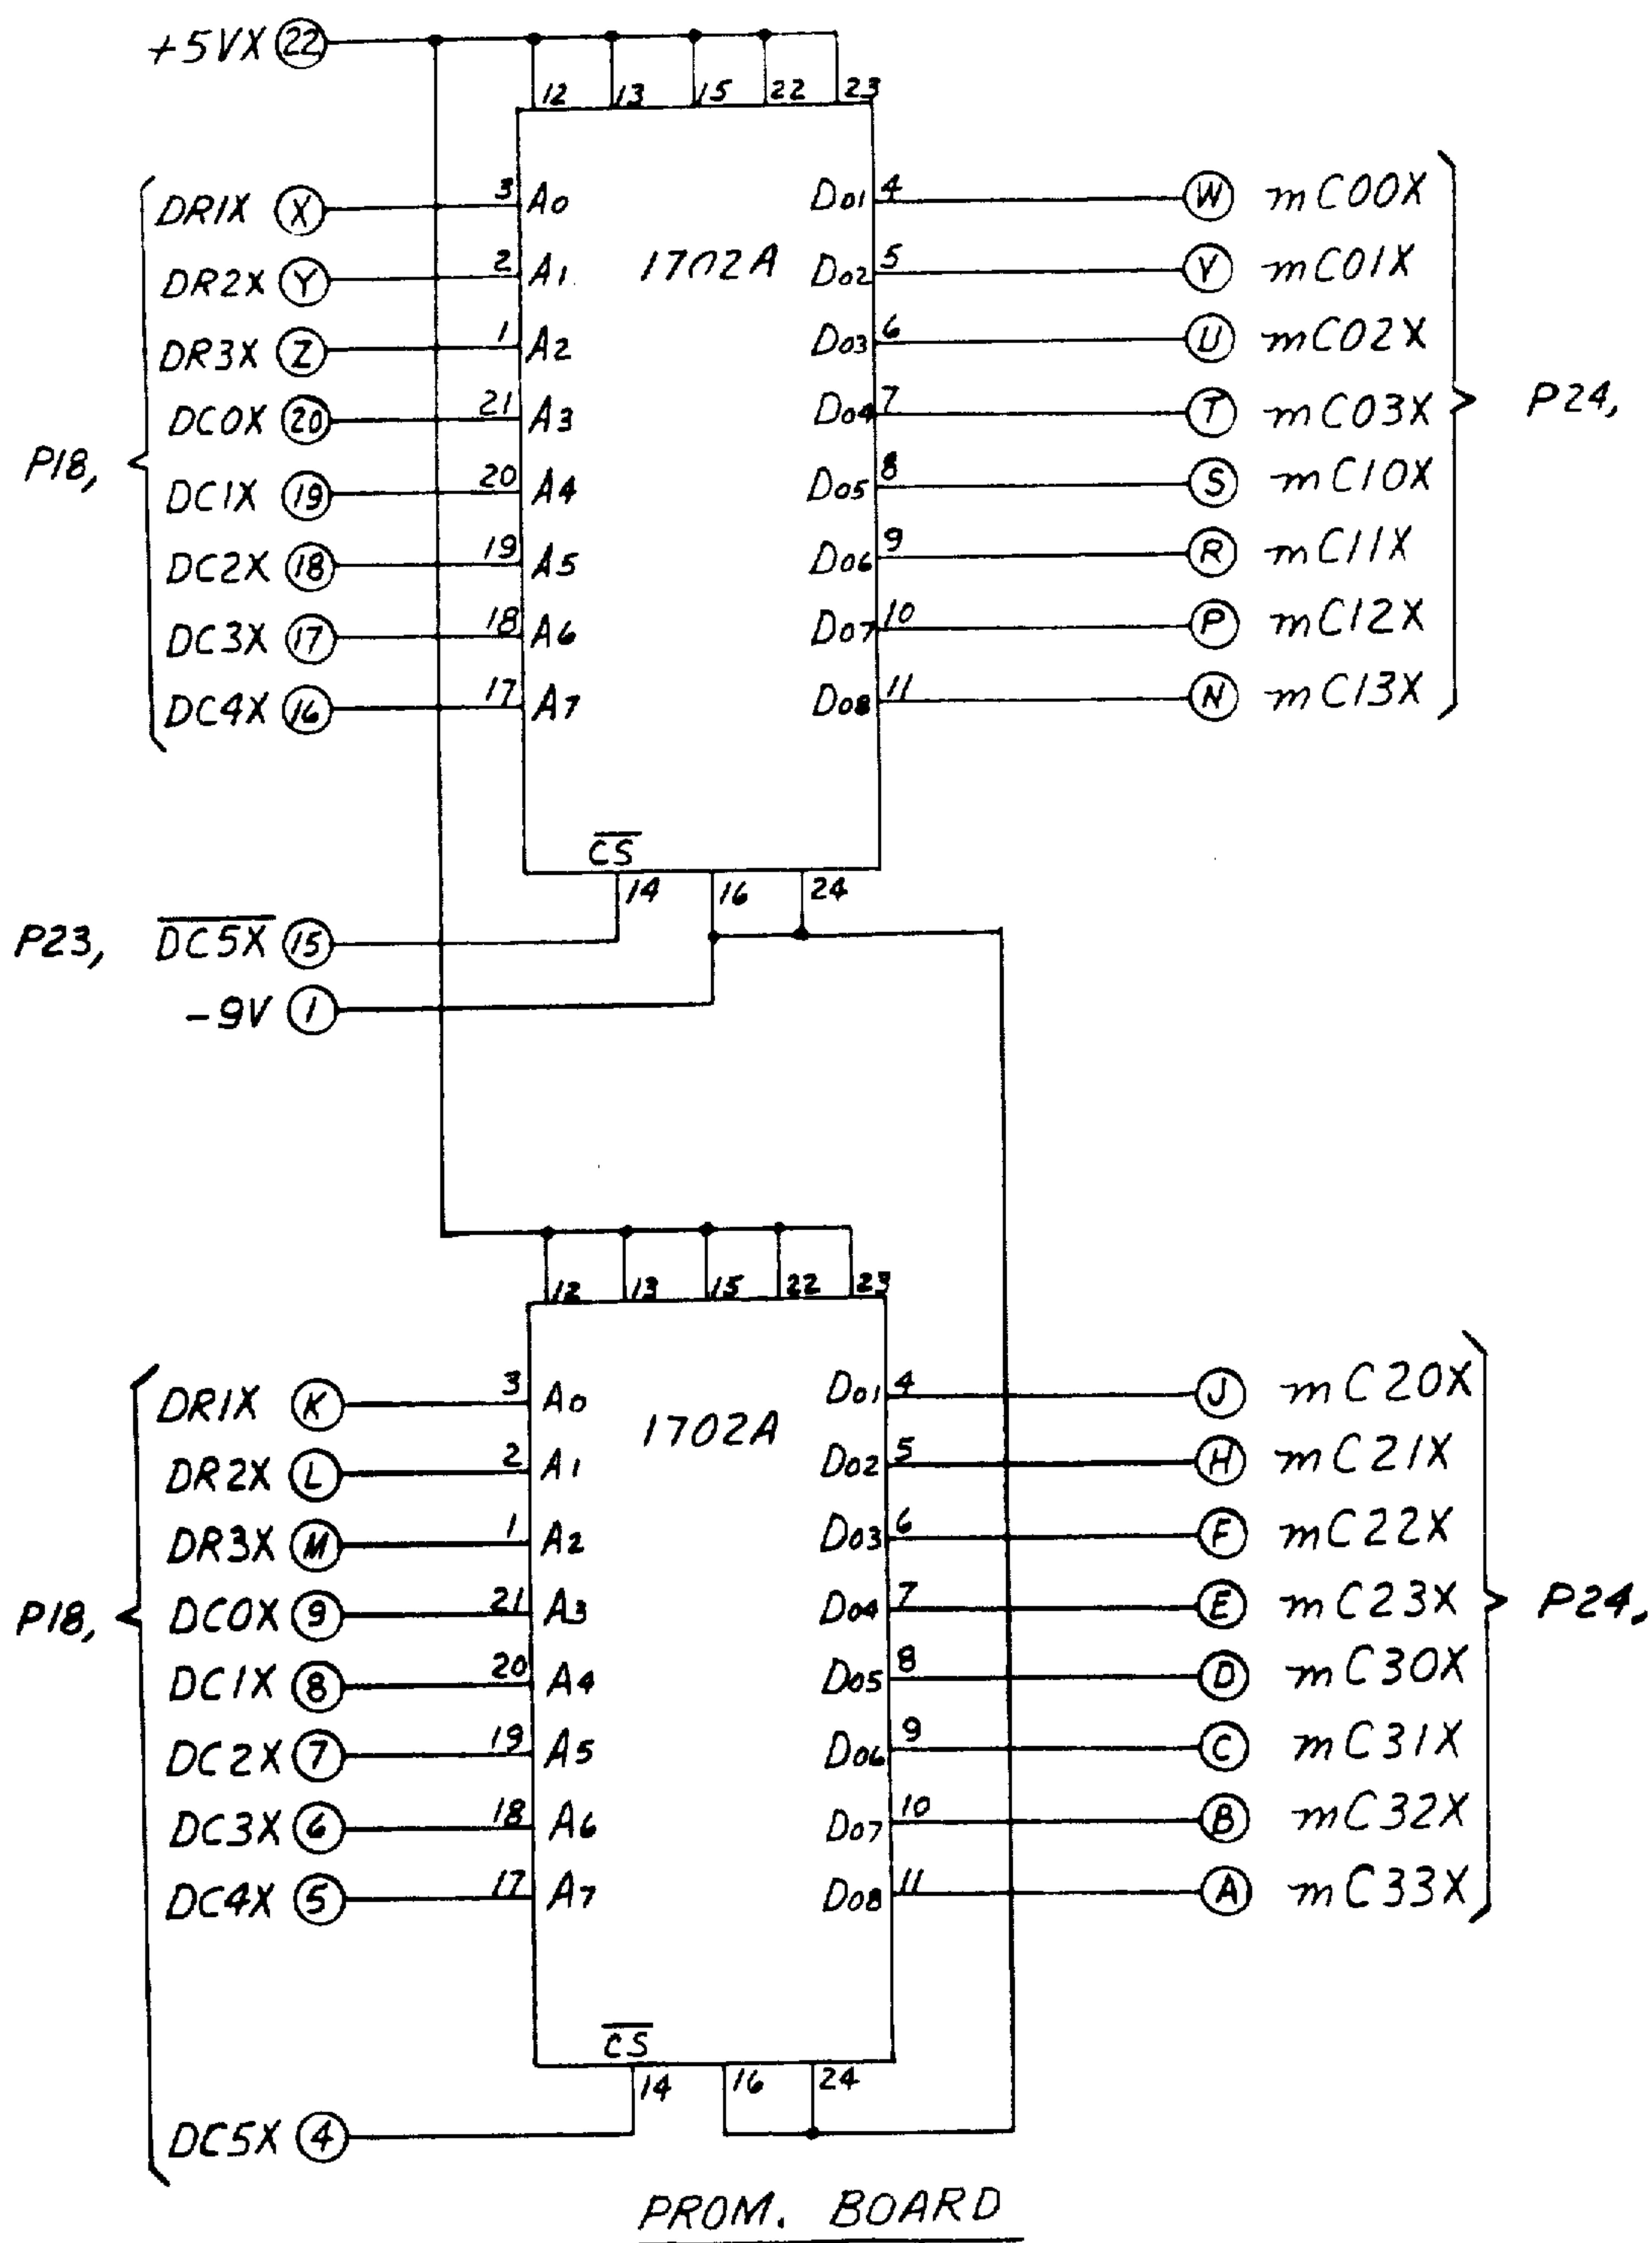 +5VX 22
12 13 15 22 23
DR1X X 3 A0 D01 4 W mC00X
DR2X Y 2 A1 1702A D02 5 V mC01X
DR3X Z 1 A2 D03 6 U mC02X
DC0X 20 21 A3 D04 7 T mC03X P24,
P18, DC1X 19 20 A4 D05 8 S mC10X
DC2X 18 19 A5 D06 9 R mC11X
DC3X 17 18 A6 D07 10 P mC12X
DC4X 16 17 A7 D08 11 N mC13X
C̅S̅
14 16 24
P23, D̅C̅5̅X̅ 15
-9V 1
12 13 15 22 23
DR1X K 3 A0 D01 4 J mC20X
DR2X L 2 A1 1702A D02 5 H mC21X
DR3X M 1 A2 D03 6 F mC22X
P18, DC0X 9 21 A3 D04 7 E mC23X P24,
DC1X 8 20 A4 D05 8 D mC30X
DC2X 7 19 A5 D06 9 C mC31X
DC3X 6 18 A6 D07 10 B mC32X
DC4X 5 17 A7 D08 11 A mC33X
C̅S̅
14 16 24
DC5X 4
PROM. BOARD